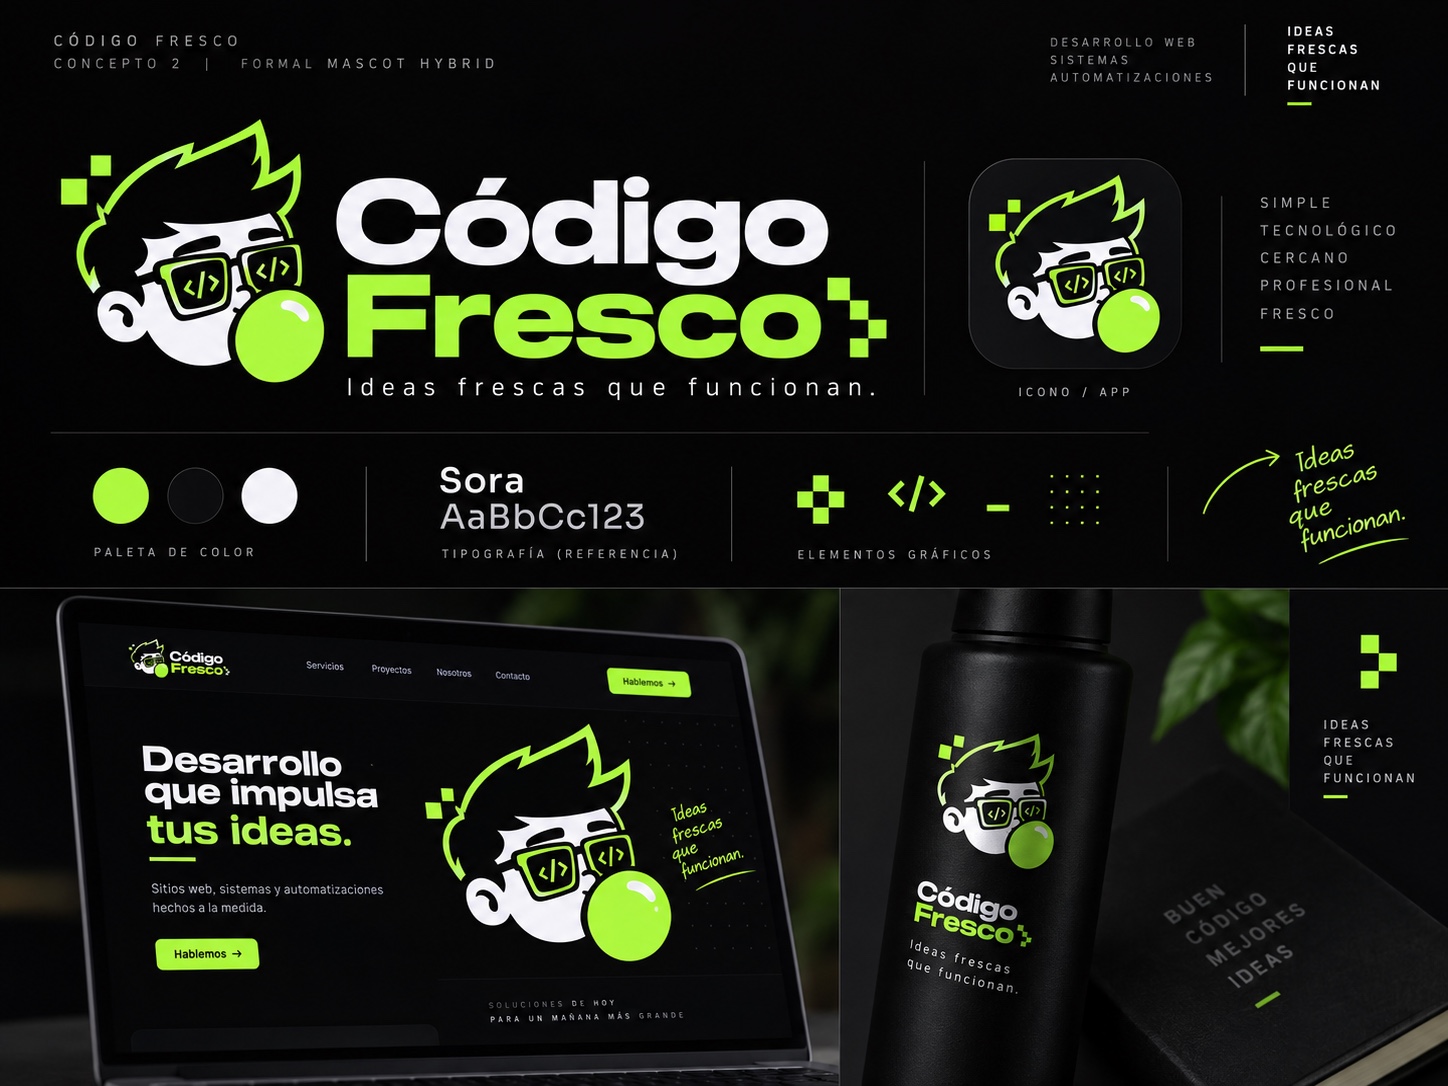 CÓDIGO FRESCO
CONCEPTO 2 | FORMAL MASCOT HYBRID
DESARROLLO WEB
SISTEMAS
AUTOMATIZACIONES
IDEAS
FRESCAS
QUE
FUNCIONAN
</>
</>
Código
Fresco
Ideas frescas que funcionan.
</>
</>
ICONO / APP
SIMPLE
TECNOLÓGICO
CERCANO
PROFESIONAL
FRESCO
PALETA DE COLOR
Sora
AaBbCc123
TIPOGRAFÍA (REFERENCIA)
</>
ELEMENTOS GRÁFICOS
Ideas
frescas
que
funcionan.
Código
Fresco
Servicios Proyectos Nosotros Contacto
Hablemos →
Desarrollo
que impulsa
tus ideas.
Sitios web, sistemas y automatizaciones
hechos a la medida.
Hablemos →
</>
</>
Ideas
frescas
que
funcionan.
SOLUCIONES DE HOY
PARA UN MAÑANA MÁS GRANDE
</>
</>
Código
Fresco
Ideas frescas
que funcionan.
BUEN
CÓDIGO
MEJORES
IDEAS
IDEAS
FRESCAS
QUE
FUNCIONAN